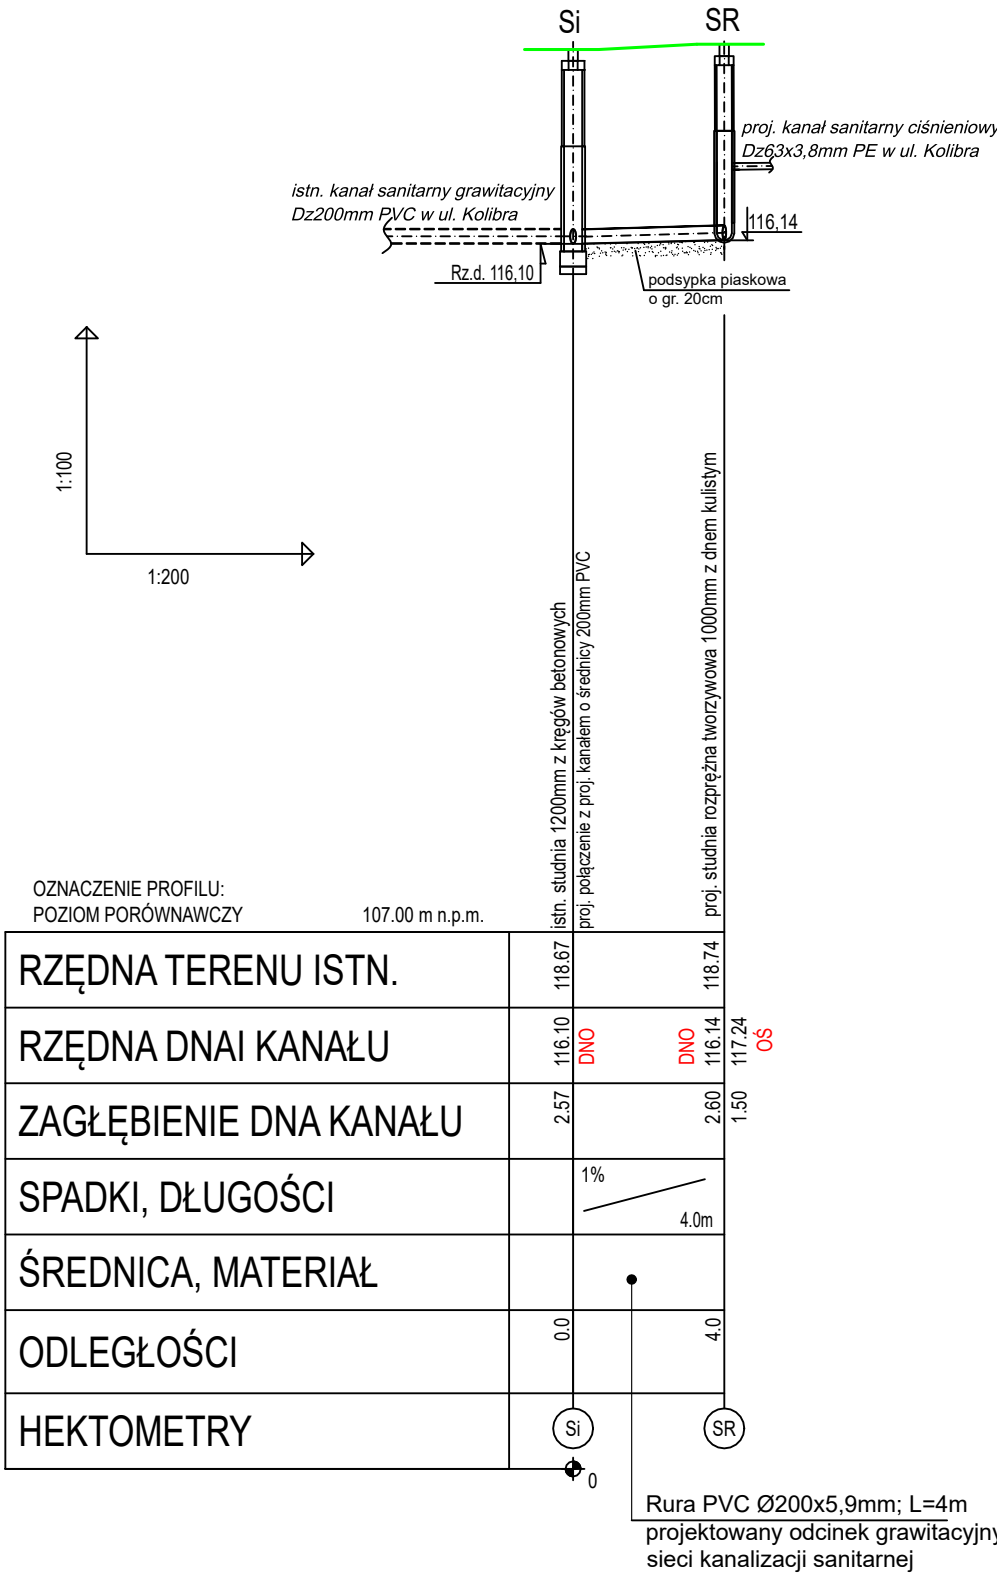 Si
SR
proj. kanał sanitarny ciśnieniowy
Dz63x3,8mm PE w ul. Kolibra
istn. kanał sanitarny grawitacyjny
Dz200mm PVC w ul. Kolibra
116,14
Rz.d. 116,10
podsypka piaskowa
o gr. 20cm
1:100
1:200
istn. studnia 1200mm z kręgów betonowych
proj. połączenie z proj. kanałem o średnicy 200mm PVC
proj. studnia rozprężna tworzywowa 1000mm z dnem kulistym
OZNACZENIE PROFILU:
POZIOM PORÓWNAWCZY 107.00 m n.p.m.
RZĘDNA TERENU ISTN. 118.67 118.74
RZĘDNA DNAI KANAŁU 116.10 DNO DNO 116.14 117.24 OŚ
ZAGŁĘBIENIE DNA KANAŁU 2.57 2.60 1.50
SPADKI, DŁUGOŚCI 1% 4.0m
ŚREDNICA, MATERIAŁ
ODLEGŁOŚCI 0.0 4.0
HEKTOMETRY Si SR
0
Rura PVC Ø200x5,9mm; L=4m
projektowany odcinek grawitacyjny
sieci kanalizacji sanitarnej